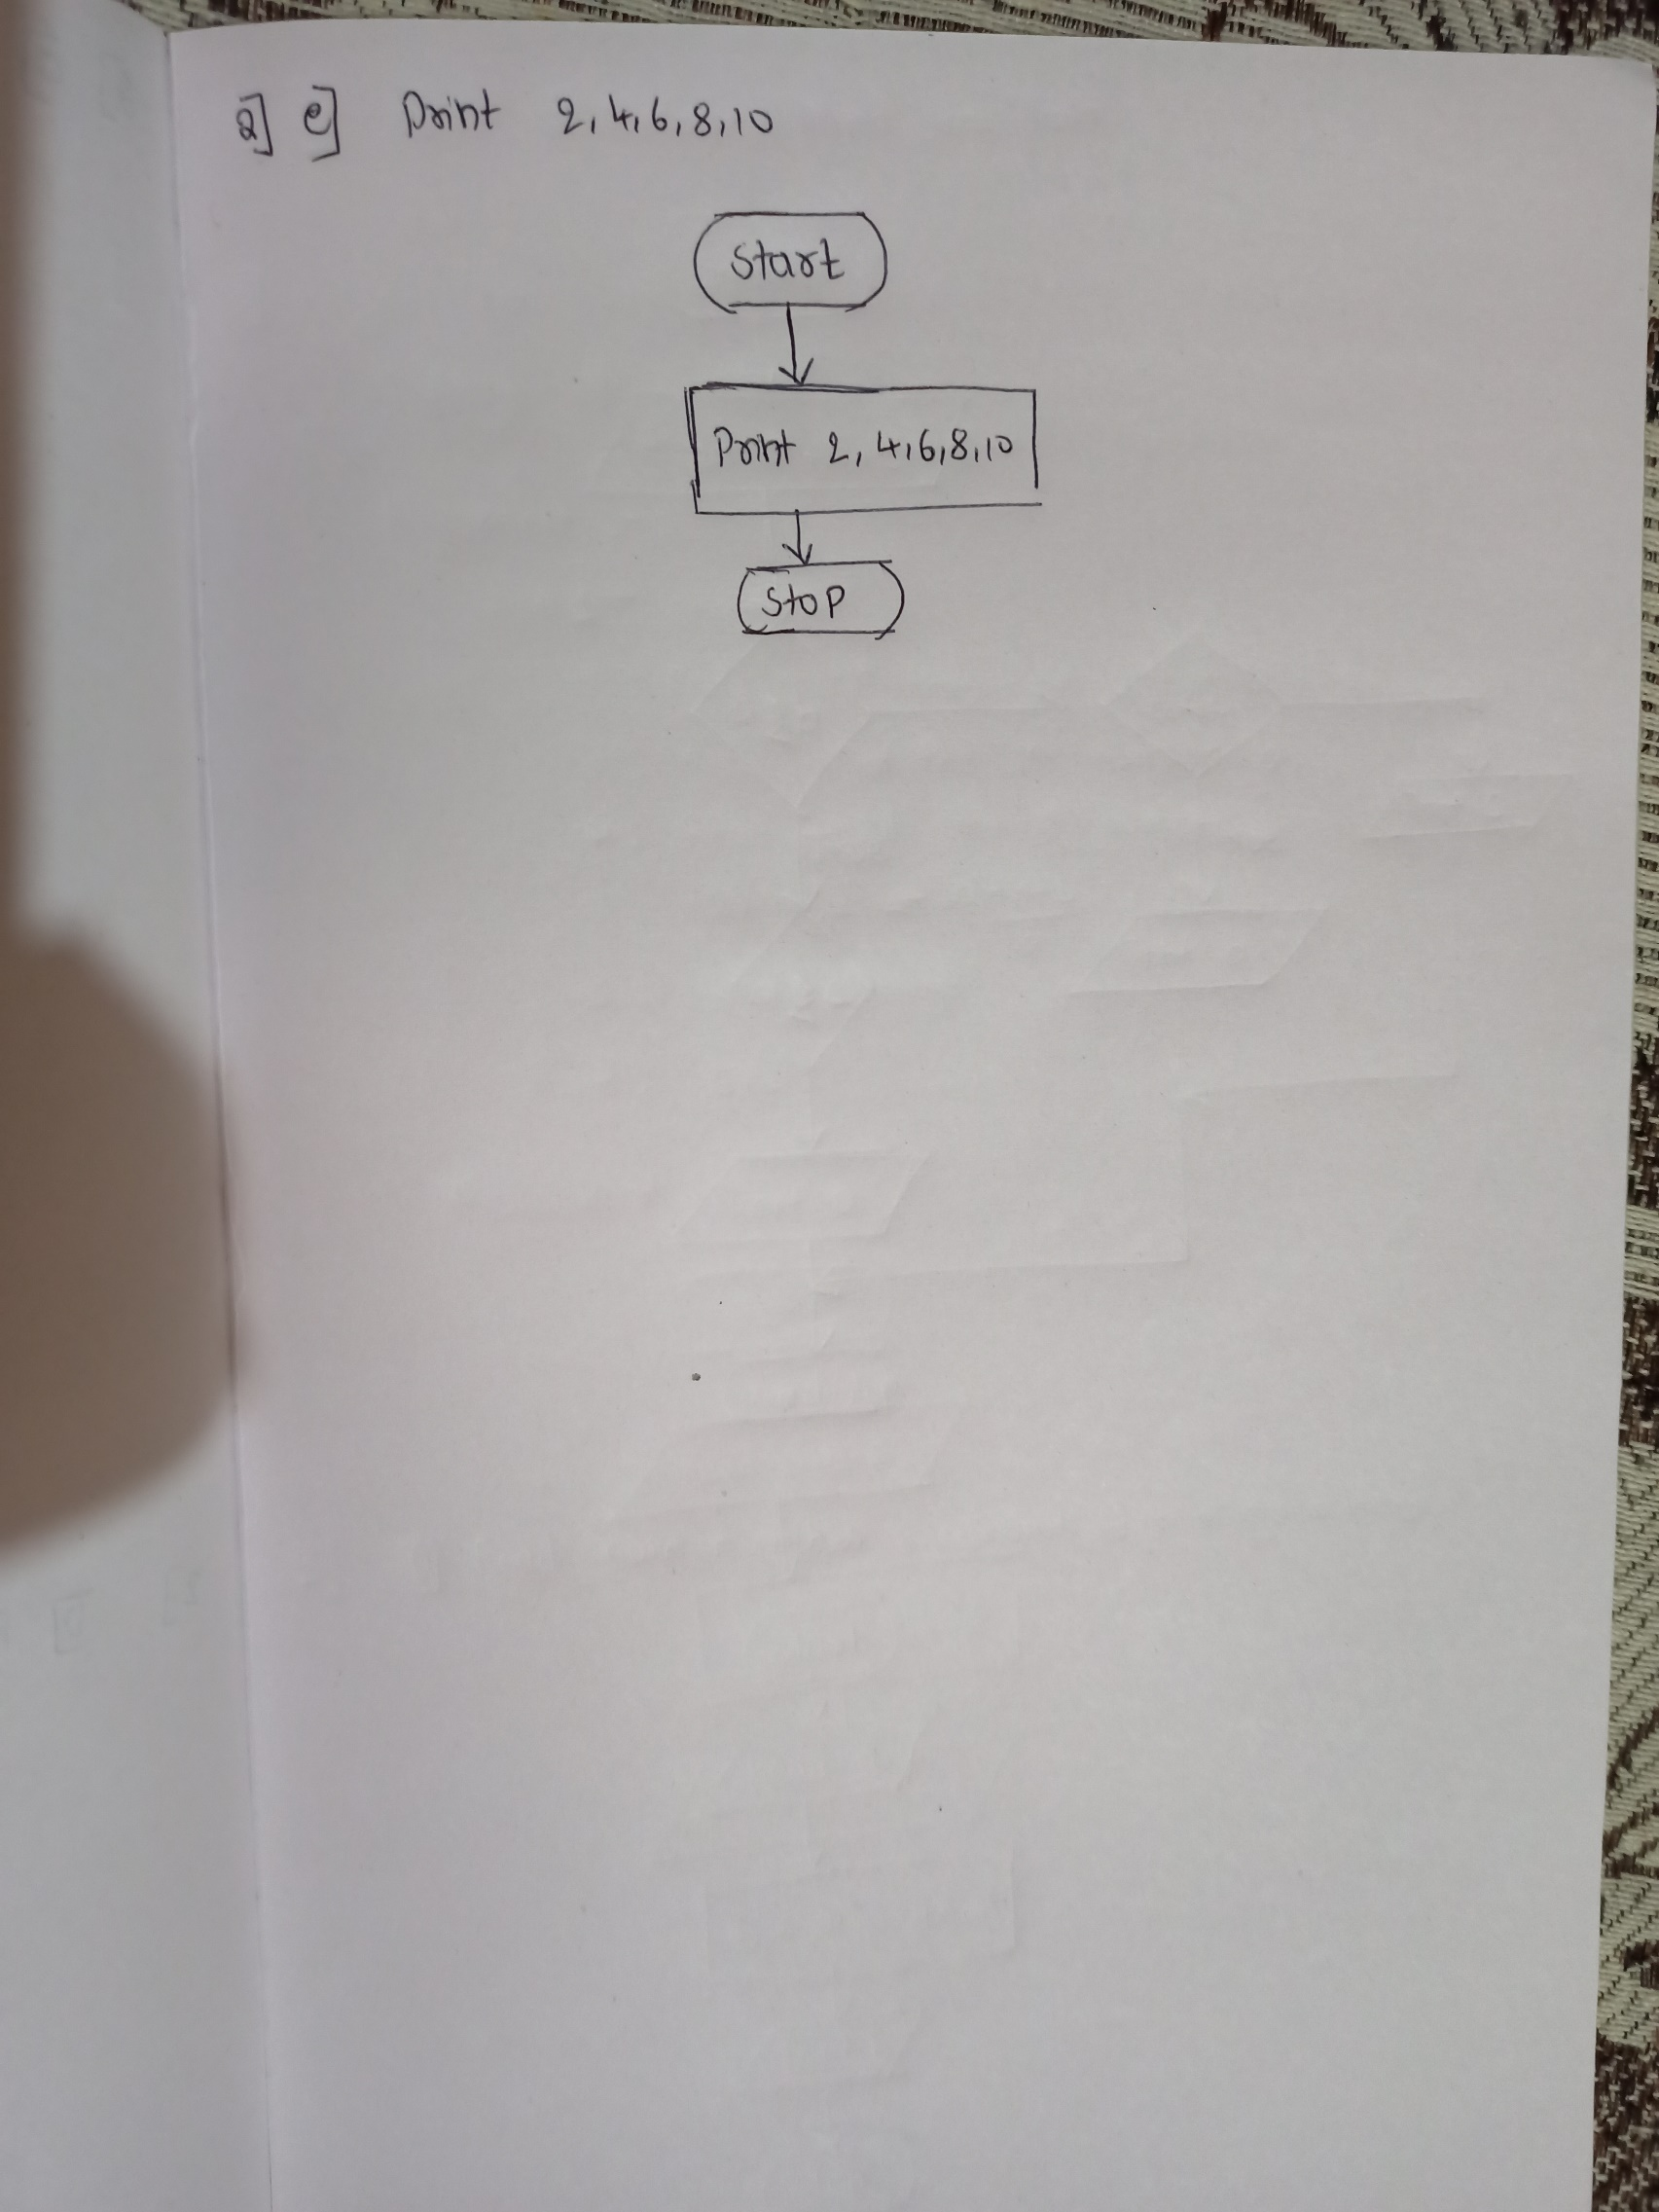 2] e] Print 2,4,6,8,10
Start
Print 2,4,6,8,10
Stop